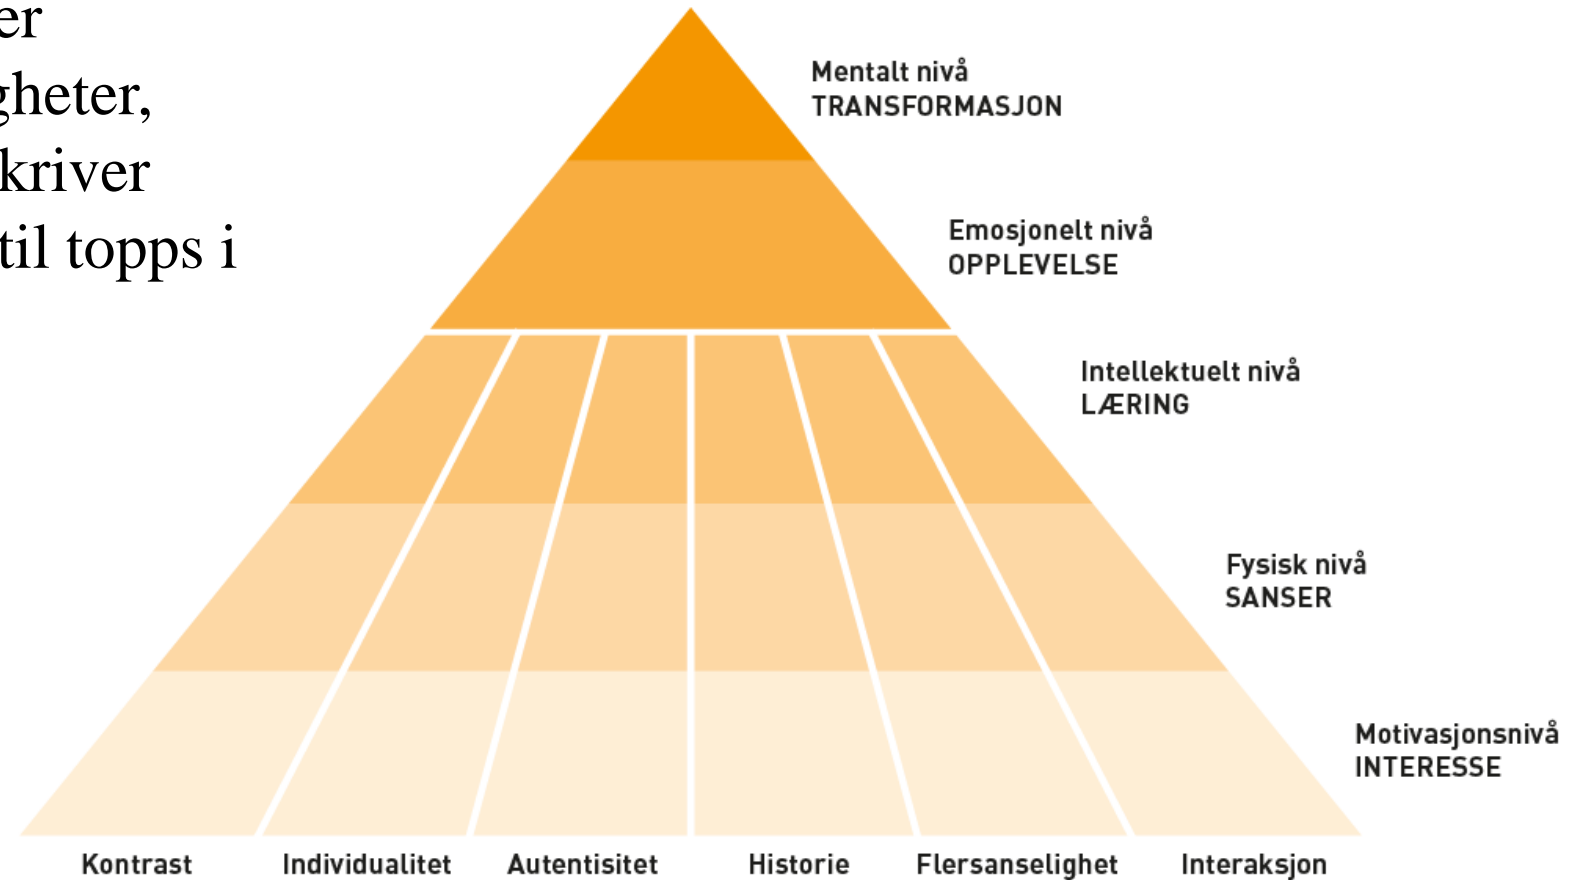 er
gheter,
kriver
til topps i
Mentalt nivå
TRANSFORMASJON
Emosjonelt nivå
OPPLEVELSE
Intellektuelt nivå
LÆRING
Fysisk nivå
SANSER
Motivasjonsnivå
INTERESSE
Kontrast Individualitet Autentisitet Historie Flersanselighet Interaksjon